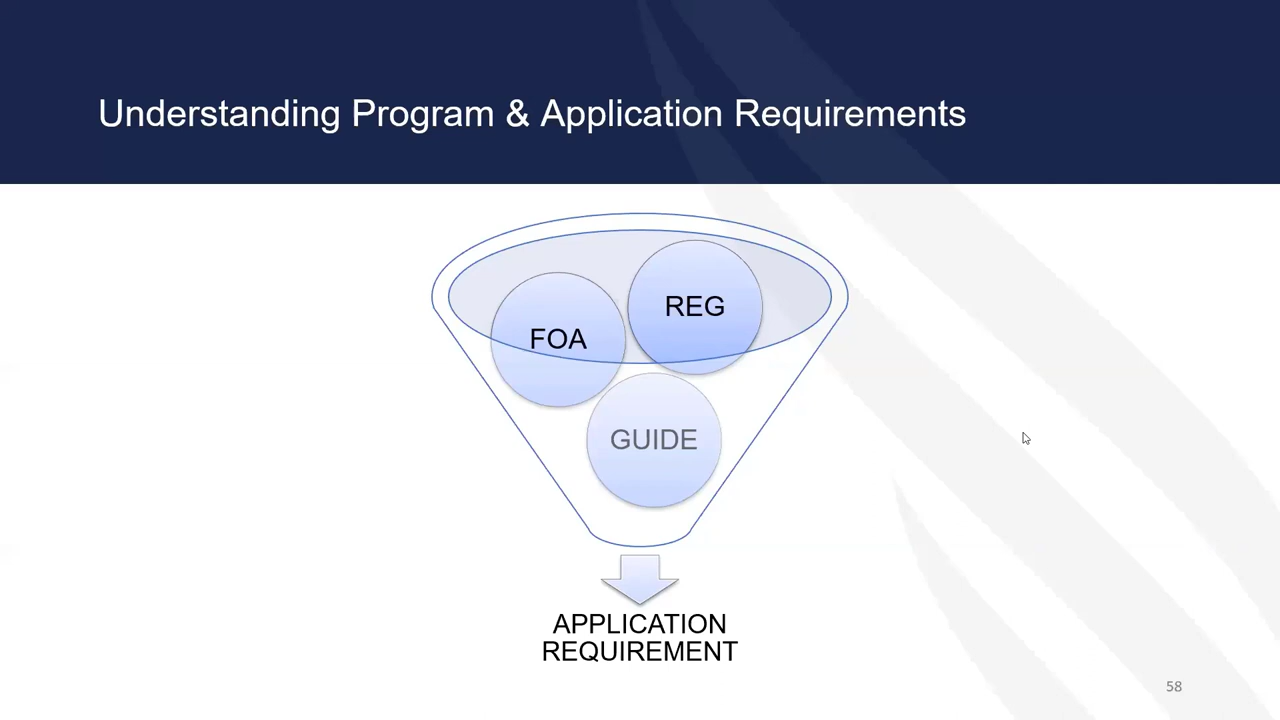 Understanding Program & Application Requirements
REG
FOA
GUIDE
APPLICATION
REQUIREMENT
58